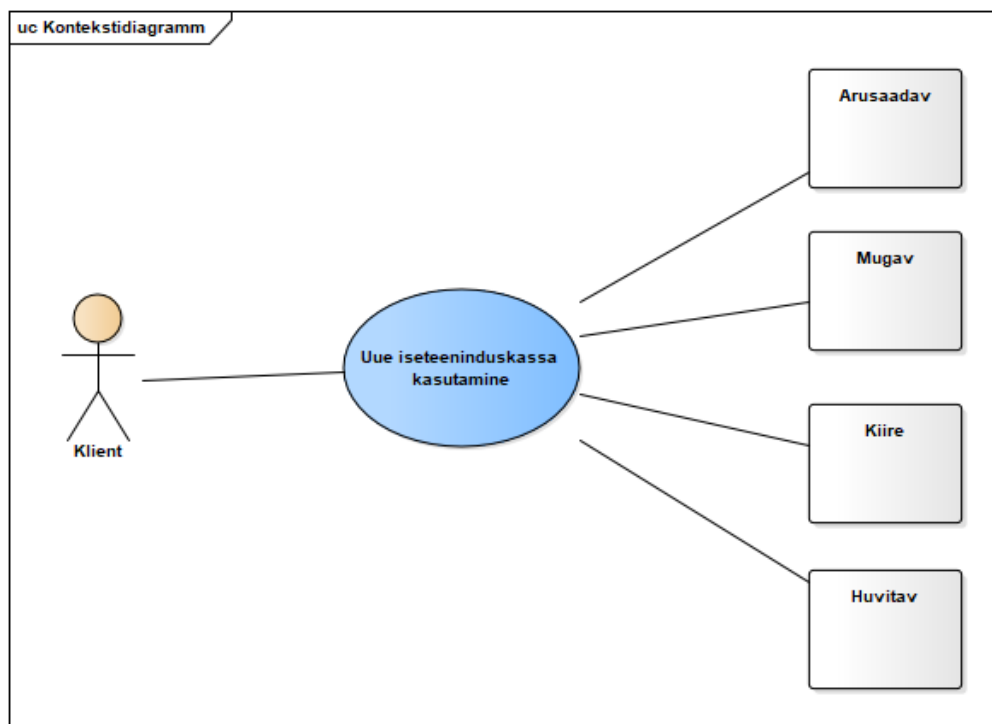 uc Kontekstidiagramm
Arusaadav
Mugav
Uue iseteeninduskassa
kasutamine
Kiire
Klient
Huvitav